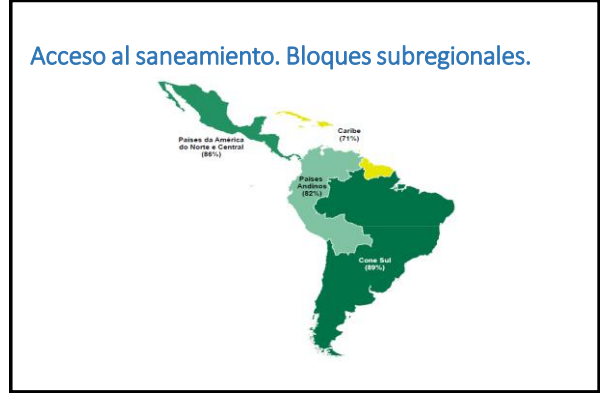 Acceso al saneamiento. Bloques subregionales.
Caribe
(71%)
Países da América
do Norte e Central
(86%)
Países
Andinos
(82%)
Cone Sul
(89%)